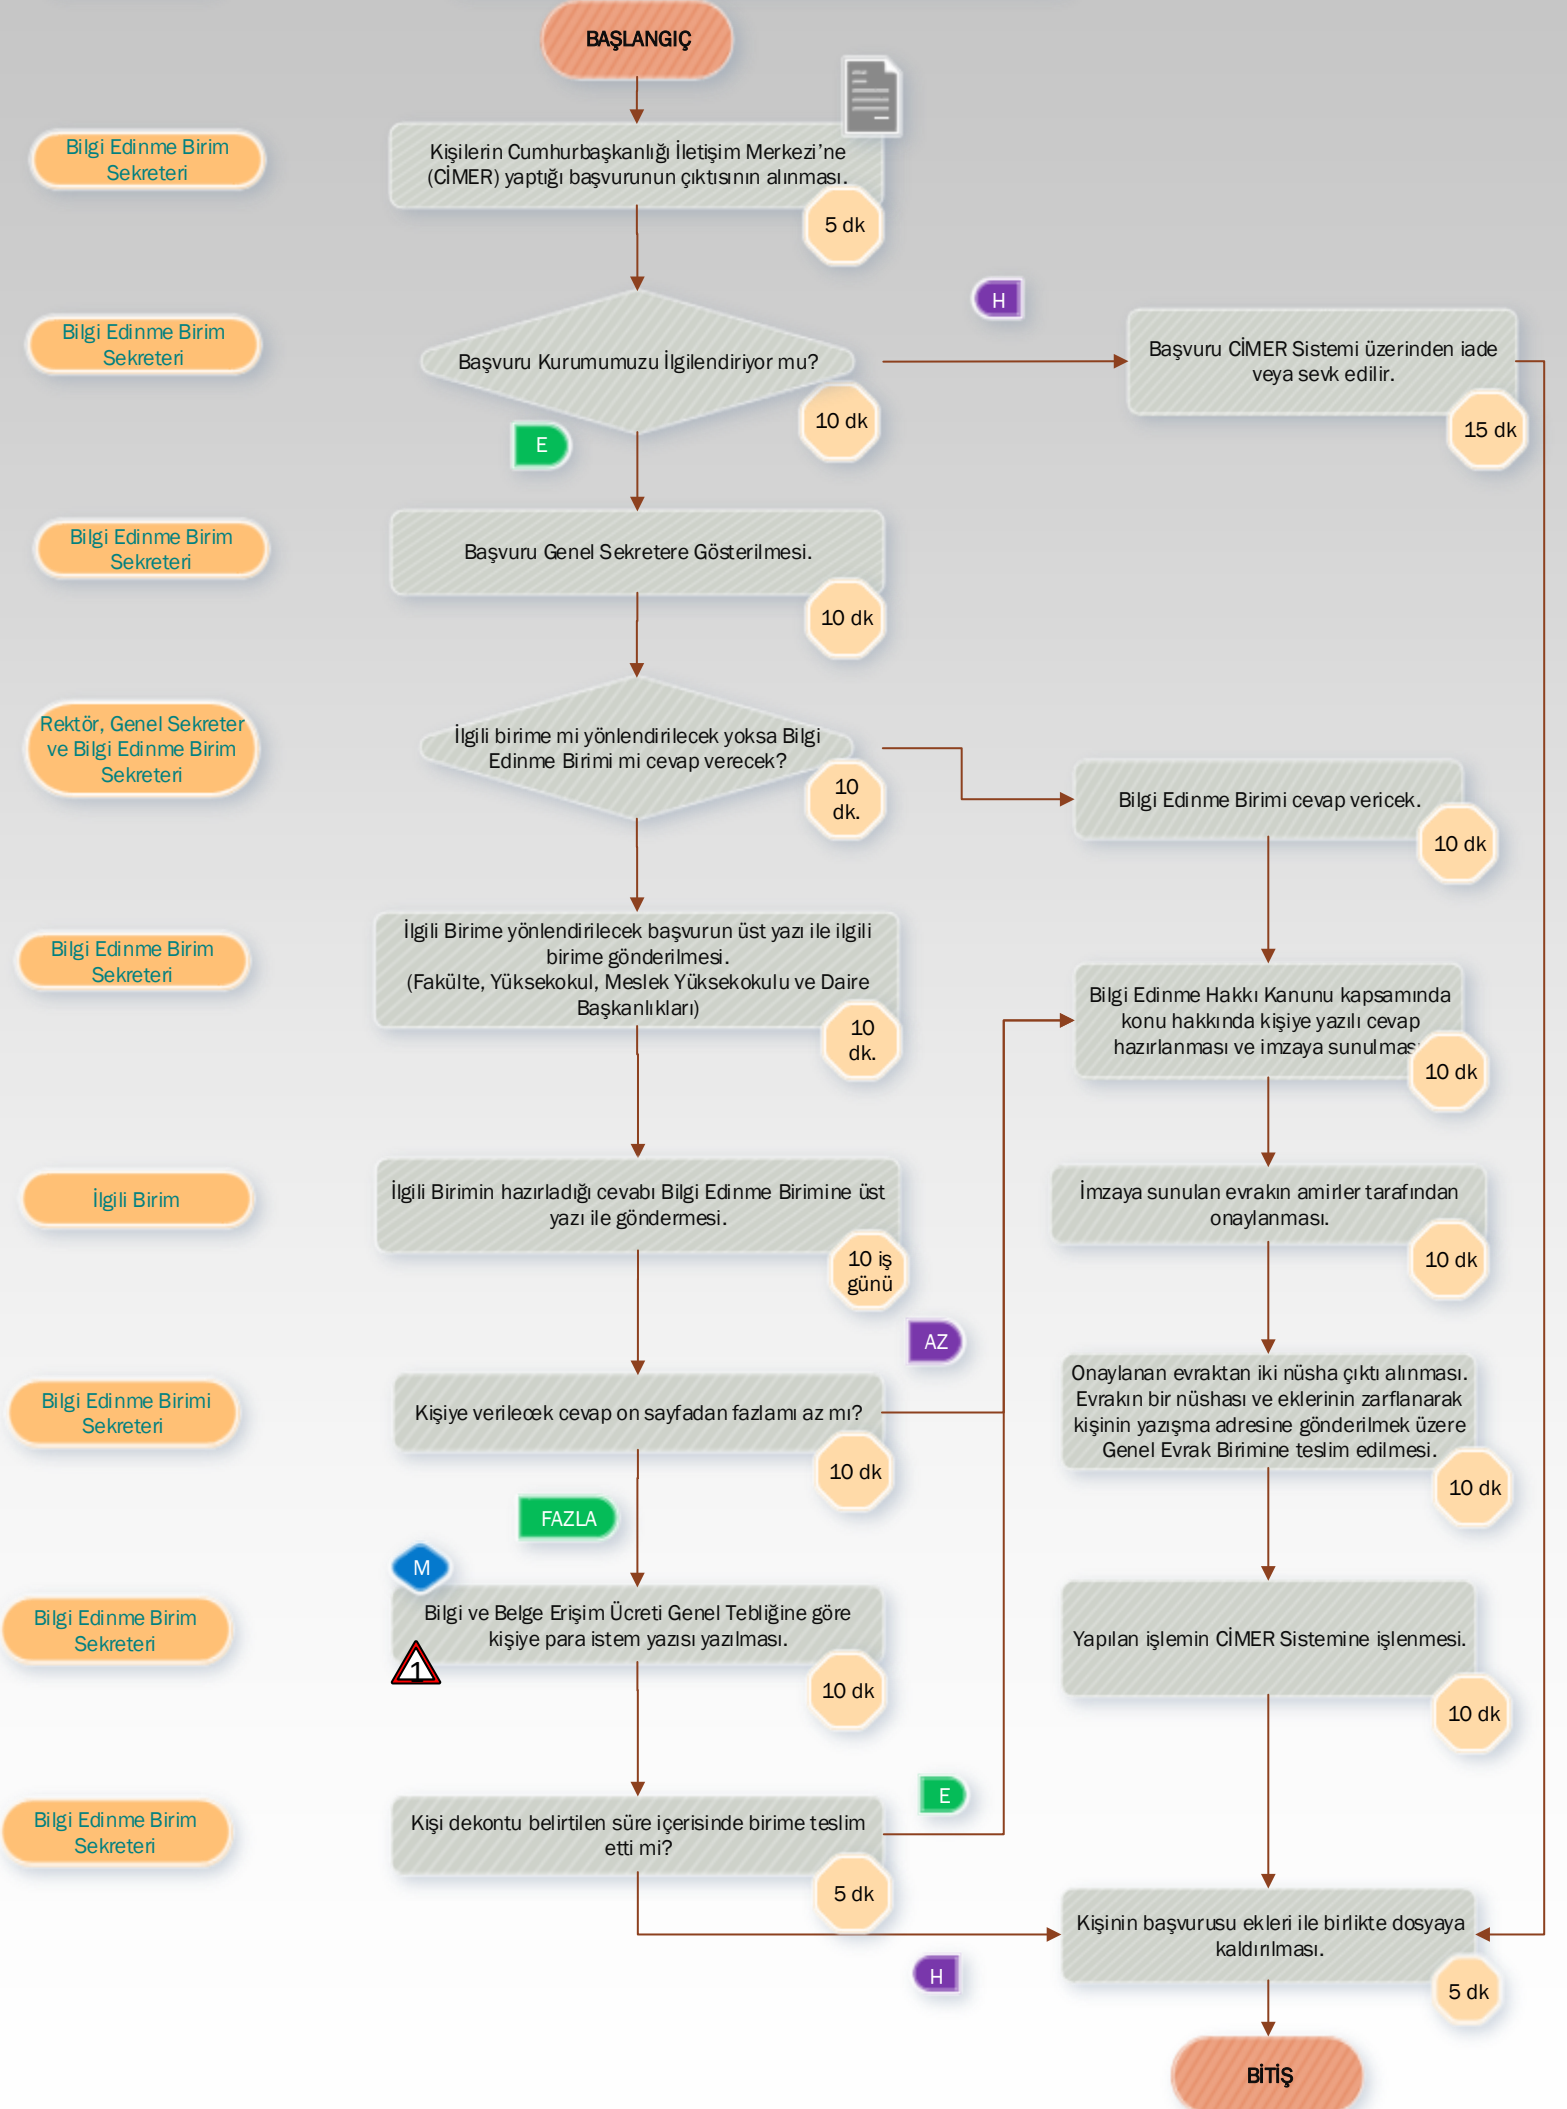 BAŞLANGIÇ
Bilgi Edinme Birim
Sekreteri
Kişilerin Cumhurbaşkanlığı İletişim Merkezi’ne
(CİMER) yaptığı başvurunun çıktısının alınması.
5 dk
H
Bilgi Edinme Birim
Sekreteri
Başvuru Kurumumuzu İlgilendiriyor mu?
10 dk
Başvuru CİMER Sistemi üzerinden iade
veya sevk edilir.
15 dk
E
Bilgi Edinme Birim
Sekreteri
Başvuru Genel Sekretere Gösterilmesi.
10 dk
Rektör, Genel Sekreter
ve Bilgi Edinme Birim
Sekreteri
İlgili birime mi yönlendirilecek yoksa Bilgi
Edinme Birimi mi cevap verecek?
10
dk.
Bilgi Edinme Birimi cevap vericek.
10 dk
Bilgi Edinme Birim
Sekreteri
İlgili Birime yönlendirilecek başvurun üst yazı ile ilgili
birime gönderilmesi.
(Fakülte, Yüksekokul, Meslek Yüksekokulu ve Daire
Başkanlıkları)
10
dk.
Bilgi Edinme Hakkı Kanunu kapsamında
konu hakkında kişiye yazılı cevap
hazırlanması ve imzaya sunulmas
10 dk
İlgili Birim
İlgili Birimin hazırladığı cevabı Bilgi Edinme Birimine üst
yazı ile göndermesi.
10 iş
günü
İmzaya sunulan evrakın amirler tarafından
onaylanması.
10 dk
AZ
Bilgi Edinme Birimi
Sekreteri
Kişiye verilecek cevap on sayfadan fazlamı az mı?
10 dk
Onaylanan evraktan iki nüsha çıktı alınması.
Evrakın bir nüshası ve eklerinin zarflanarak
kişinin yazışma adresine gönderilmek üzere
Genel Evrak Birimine teslim edilmesi.
10 dk
FAZLA
M
Bilgi Edinme Birim
Sekreteri
Bilgi ve Belge Erişim Ücreti Genel Tebliğine göre
kişiye para istem yazısı yazılması.
1
10 dk
Yapılan işlemin CİMER Sistemine işlenmesi.
10 dk
E
Bilgi Edinme Birim
Sekreteri
Kişi dekontu belirtilen süre içerisinde birime teslim
etti mi?
5 dk
H
Kişinin başvurusu ekleri ile birlikte dosyaya
kaldırılması.
5 dk
BİTİŞ